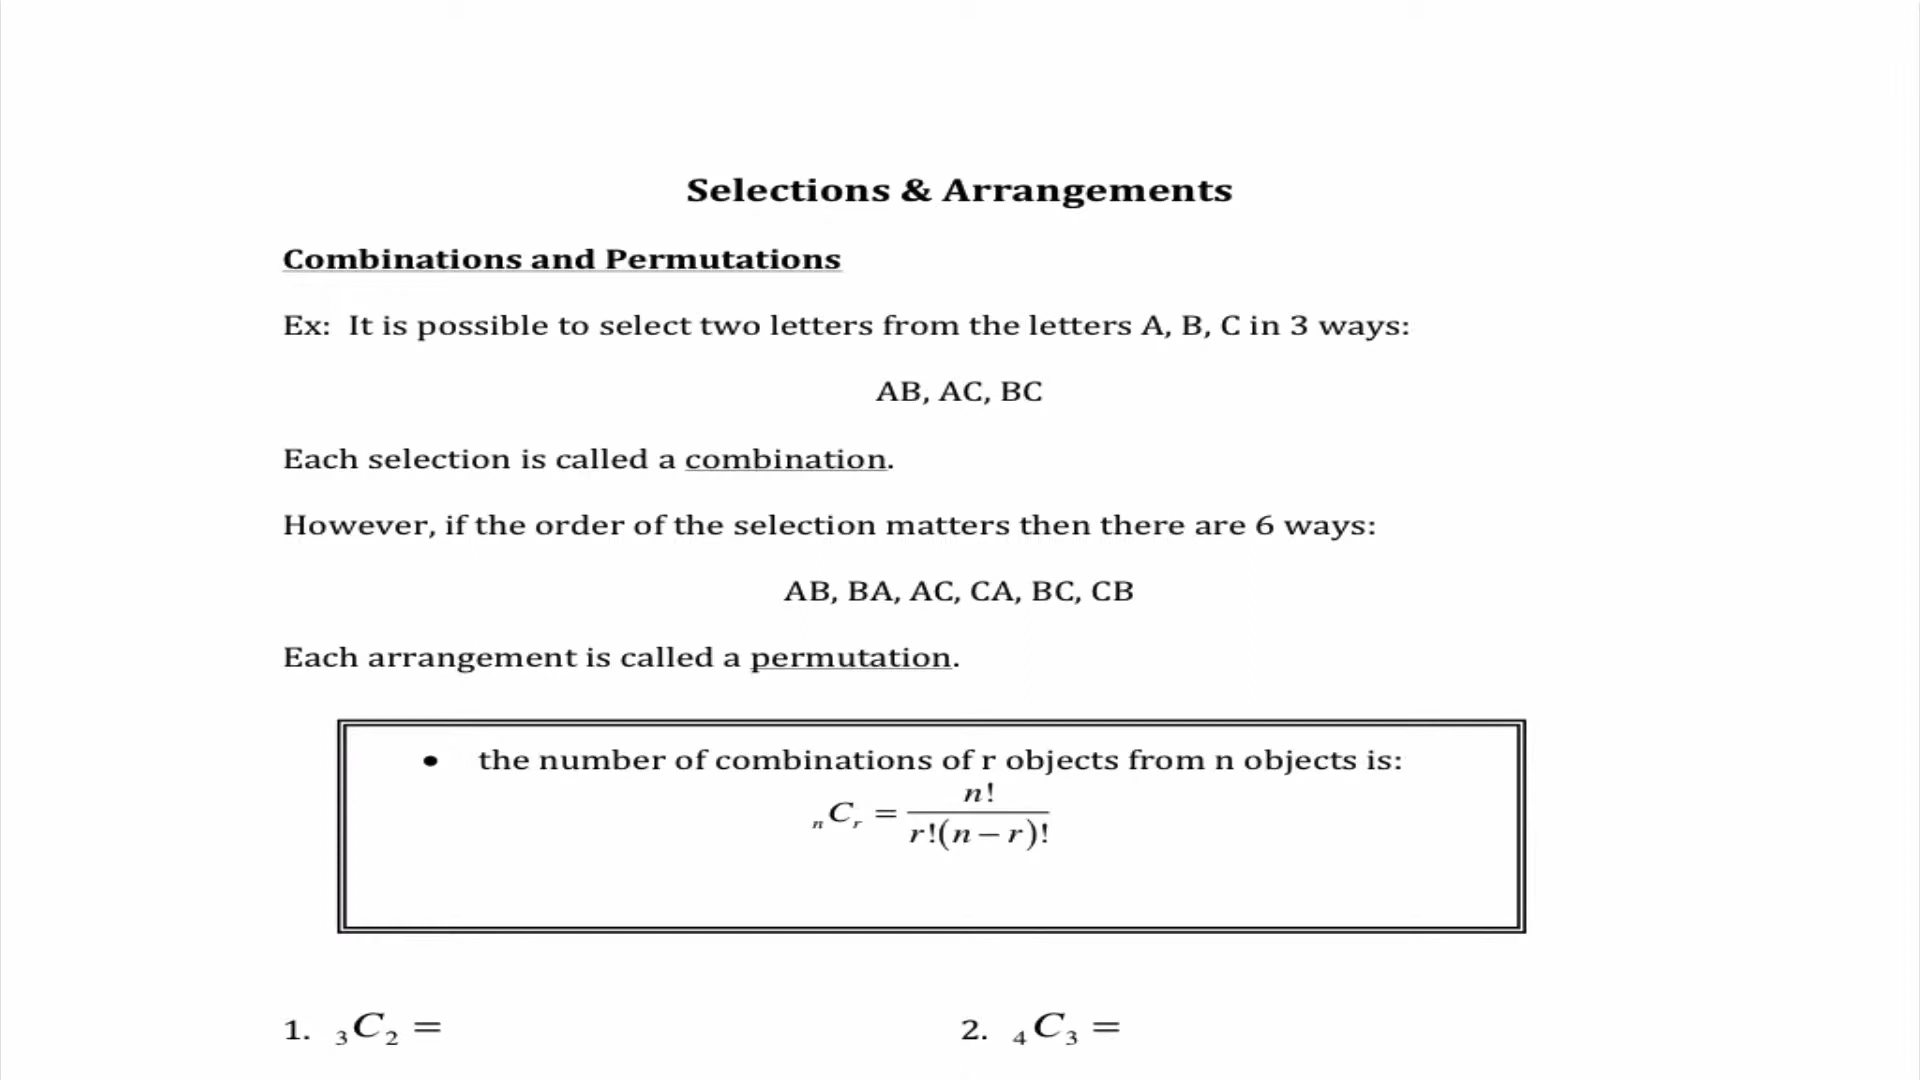 Selections & Arrangements
Combinations and Permutations
Ex: It is possible to select two letters from the letters A, B, C in 3 ways:
AB, AC, BC
Each selection is called a combination.
However, if the order of the selection matters then there are 6 ways:
AB, BA, AC, CA, BC, CB
Each arrangement is called a permutation.
• the number of combinations of r objects from n objects is:
ₙCᵣ = n! / r!(n − r)!
1. ₃C₂ =
2. ₄C₃ =